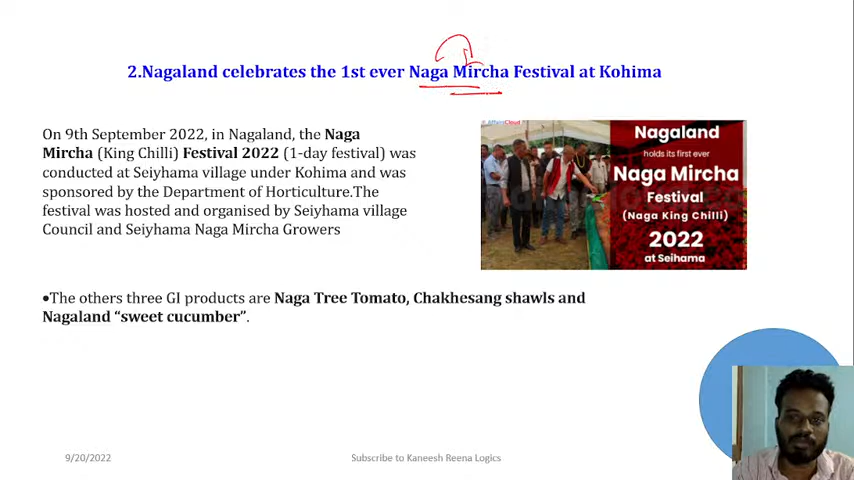 2.Nagaland celebrates the 1st ever Naga Mircha Festival at Kohima
On 9th September 2022, in Nagaland, the Naga
Mircha (King Chilli) Festival 2022 (1-day festival) was
conducted at Seiyhama village under Kohima and was
sponsored by the Department of Horticulture.The
festival was hosted and organised by Seiyhama village
Council and Seiyhama Naga Mircha Growers
Nagaland
holds its first ever
Naga Mircha
Festival
(Naga King Chilli)
2022
at Seihama
•The others three GI products are Naga Tree Tomato, Chakhesang shawls and
Nagaland “sweet cucumber”.
9/20/2022
Subscribe to Kaneesh Reena Logics